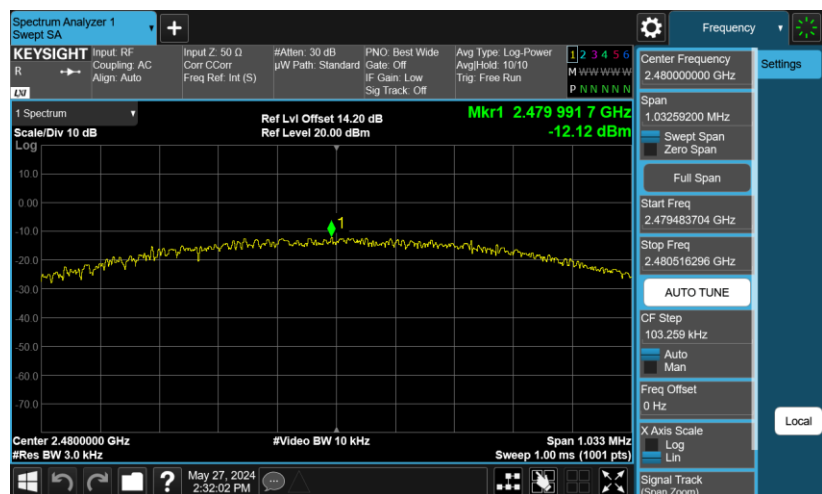 Spectrum Analyzer 1
Swept SA
Frequency
KEYSIGHT
R
LXI
Input: RF
Coupling: AC
Align: Auto
Input Z: 50 Ω
Corr CCorr
Freq Ref: Int (S)
#Atten: 30 dB
µW Path: Standard
PNO: Best Wide
Gate: Off
IF Gain: Low
Sig Track: Off
Avg Type: Log-Power
Avg|Hold: 10/10
Trig: Free Run
1 2 3 4 5 6
M W W W W W
P N N N N N
1 Spectrum
Scale/Div 10 dB
Log
Ref Lvl Offset 14.20 dB
Ref Level 20.00 dBm
Mkr1 2.479 991 7 GHz
-12.12 dBm
10.0
0.00
-10.0
-20.0
-30.0
-40.0
-50.0
-60.0
-70.0
1
Center 2.4800000 GHz
#Res BW 3.0 kHz
#Video BW 10 kHz
Span 1.033 MHz
Sweep 1.00 ms (1001 pts)
May 27, 2024
2:32:02 PM
Center Frequency
2.480000000 GHz
Span
1.03259200 MHz
Swept Span
Zero Span
Full Span
Start Freq
2.479483704 GHz
Stop Freq
2.480516296 GHz
AUTO TUNE
CF Step
103.259 kHz
Auto
Man
Freq Offset
0 Hz
X Axis Scale
Log
Lin
Signal Track
(Span Zoom)
Settings
Local